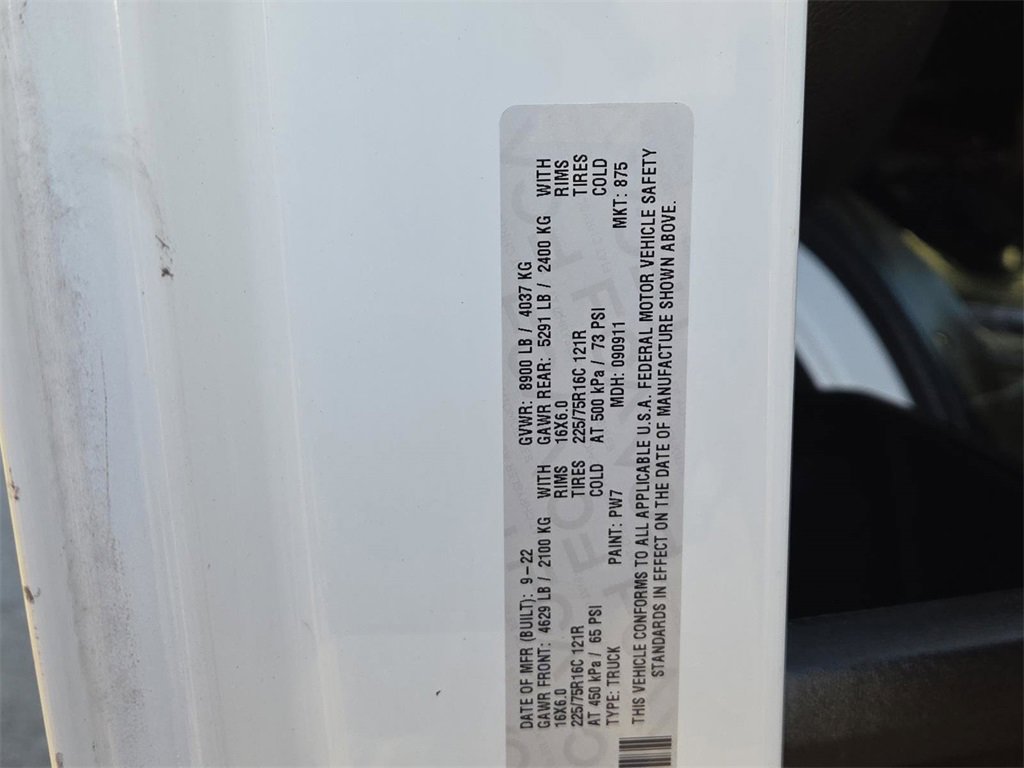 DATE OF MFR (BUILT): 9-22 GVWR: 8900 LB / 4037 KG
GAWR FRONT: 4629 LB / 2100 KG WITH GAWR REAR: 5291 LB / 2400 KG WITH
16X6.0 RIMS 16X6.0 RIMS
225/75R16C 121R TIRES 225/75R16C 121R TIRES
AT 450 kPa / 65 PSI COLD AT 500 kPa / 73 PSI COLD
TYPE: TRUCK PAINT: PW7 MDH: 090911 MKT: 875
THIS VEHICLE CONFORMS TO ALL APPLICABLE U.S.A. FEDERAL MOTOR VEHICLE SAFETY
STANDARDS IN EFFECT ON THE DATE OF MANUFACTURE SHOWN ABOVE.